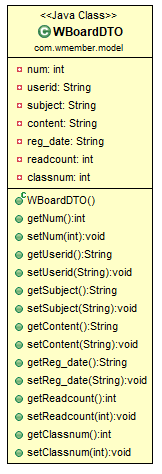 <<Java Class>>
WBoardDTO
com.wmember.model
num: int
userid: String
subject: String
content: String
reg_date: String
readcount: int
classnum: int
WBoardDTO()
getNum():int
setNum(int):void
getUserid():String
setUserid(String):void
getSubject():String
setSubject(String):void
getContent():String
setContent(String):void
getReg_date():String
setReg_date(String):void
getReadcount():int
setReadcount(int):void
getClassnum():int
setClassnum(int):void